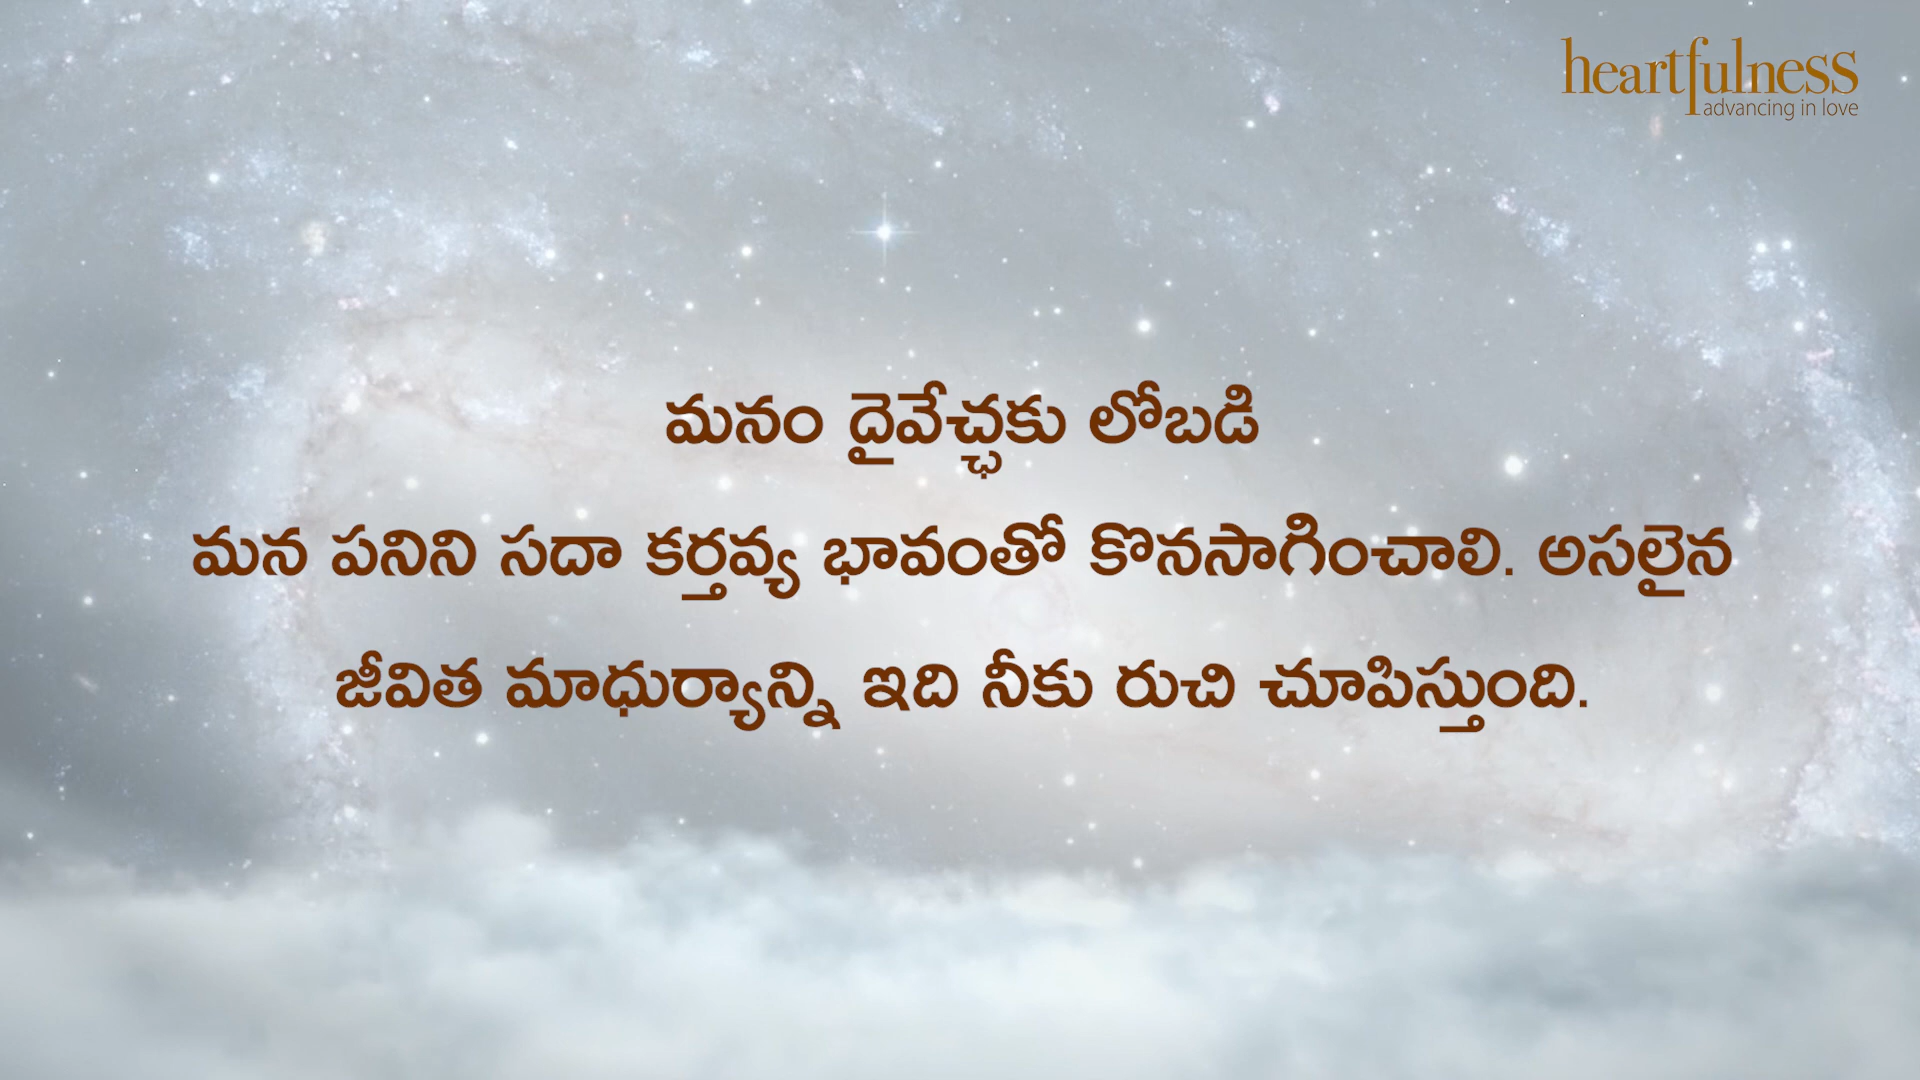 heartfulness
advancing in love
మనం దైవేచ్ఛకు లోబడి
మన పనిని సదా కర్తవ్య భావంతో కొనసాగించాలి. అసలైన
జీవిత మాధుర్యాన్ని ఇది నీకు రుచి చూపిస్తుంది.